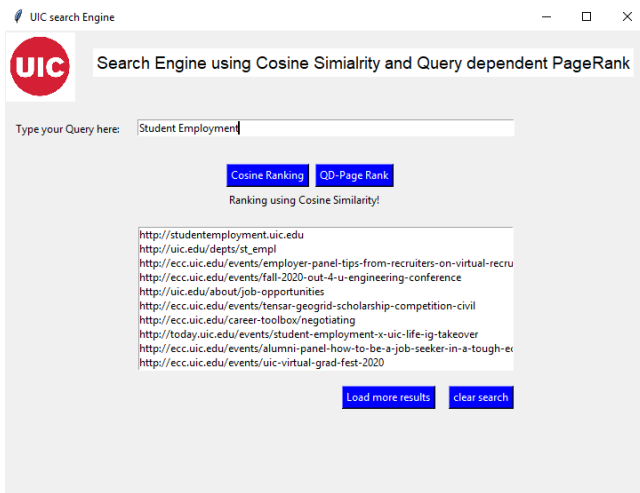 UIC search Engine
UIC
Search Engine using Cosine Simialrity and Query dependent PageRank
Type your Query here: Student Employment
Cosine Ranking QD-Page Rank
Ranking using Cosine Similarity!
http://studentemployment.uic.edu
http://uic.edu/depts/st_empl
http://ecc.uic.edu/events/employer-panel-tips-from-recruiters-on-virtual-recru
http://ecc.uic.edu/events/fall-2020-out-4-u-engineering-conference
http://uic.edu/about/job-opportunities
http://ecc.uic.edu/events/tensar-geogrid-scholarship-competition-civil
http://ecc.uic.edu/career-toolbox/negotiating
http://today.uic.edu/events/student-employment-x-uic-life-ig-takeover
http://ecc.uic.edu/events/alumni-panel-how-to-be-a-job-seeker-in-a-tough-ec
http://ecc.uic.edu/events/uic-virtual-grad-fest-2020
Load more results clear search